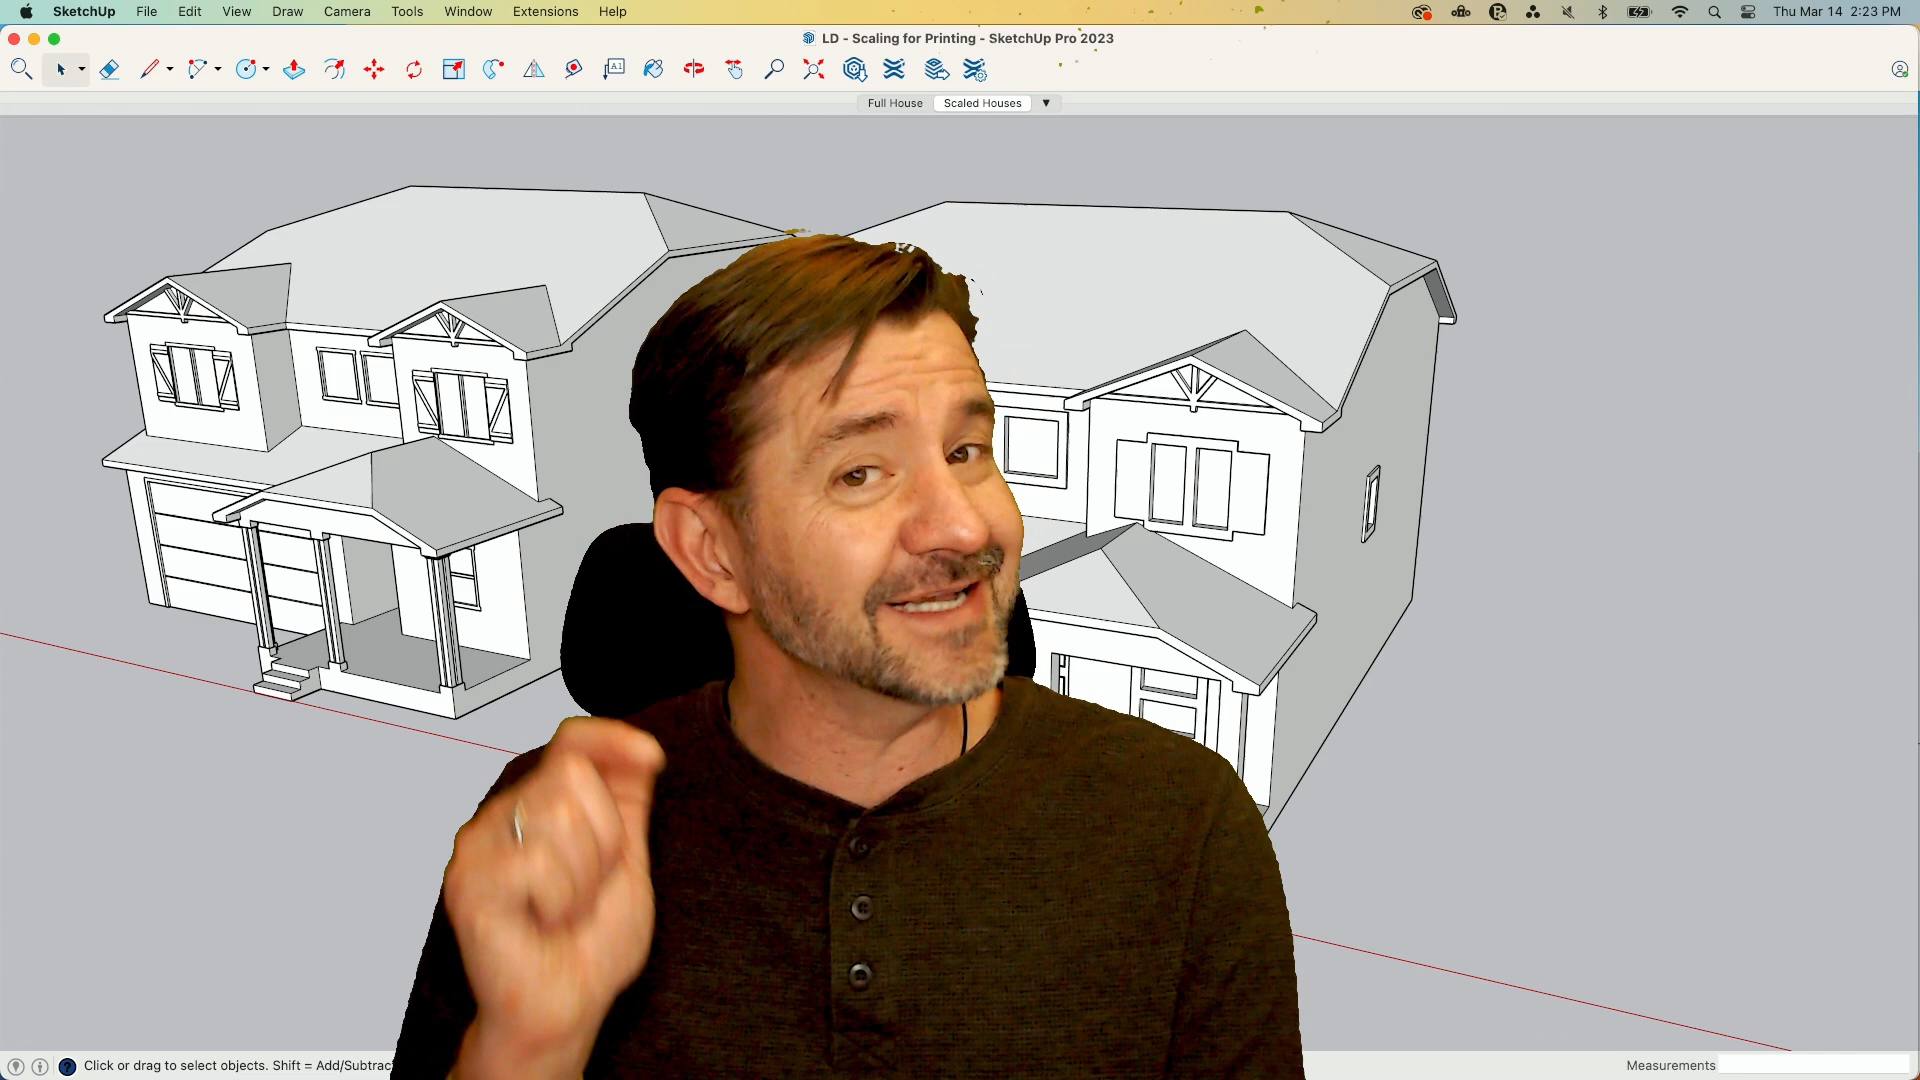 SketchUp File Edit View Draw Camera Tools Window Extensions Help Thu Mar 14 2:23 PM
LD - Scaling for Printing - SketchUp Pro 2023
A1
Full House Scaled Houses
Click or drag to select objects. Shift = Add/Subtrac
Measurements